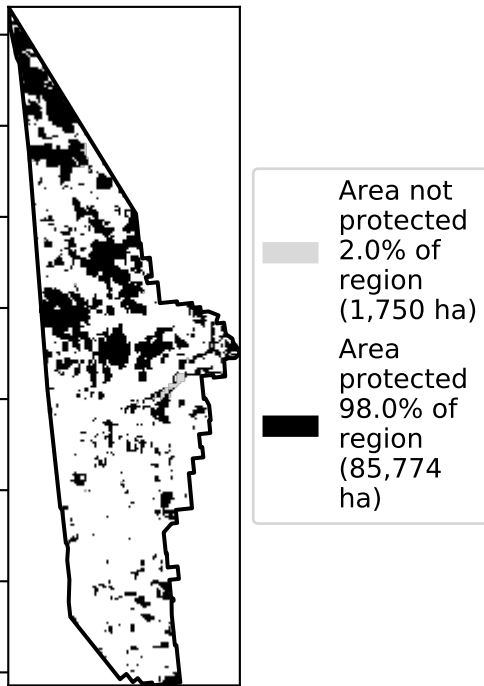 Area not
protected
2.0% of
region
(1,750 ha)
Area
protected
98.0% of
region
(85,774
ha)